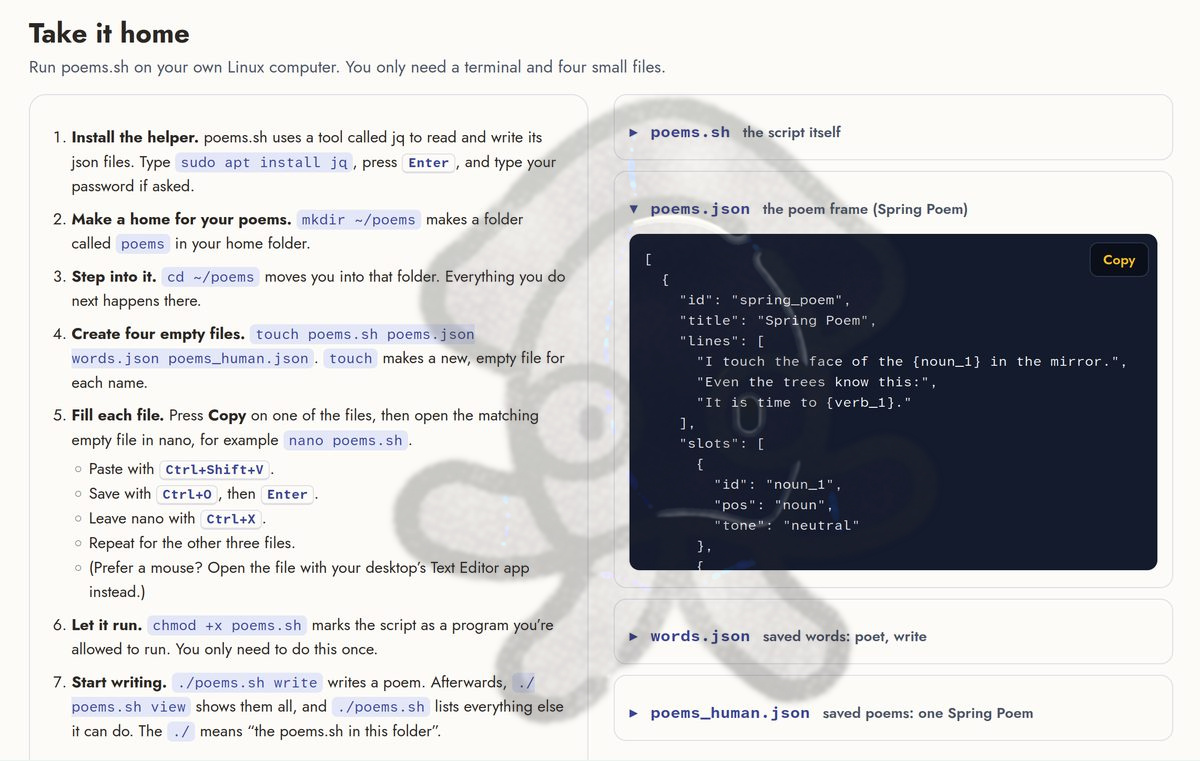 Take it home
Run poems.sh on your own Linux computer. You only need a terminal and four small files.
1. Install the helper. poems.sh uses a tool called jq to read and write its
json files. Type sudo apt install jq, press Enter, and type your
password if asked.
2. Make a home for your poems. mkdir ~/poems makes a folder
called poems in your home folder.
3. Step into it. cd ~/poems moves you into that folder. Everything you do
next happens there.
4. Create four empty files. touch poems.sh poems.json
words.json poems_human.json. touch makes a new, empty file for
each name.
5. Fill each file. Press Copy on one of the files, then open the matching
empty file in nano, for example nano poems.sh.
○ Paste with Ctrl+Shift+V.
○ Save with Ctrl+O, then Enter.
○ Leave nano with Ctrl+X.
○ Repeat for the other three files.
○ (Prefer a mouse? Open the file with your desktop’s Text Editor app
instead.)
6. Let it run. chmod +x poems.sh marks the script as a program you’re
allowed to run. You only need to do this once.
7. Start writing. ./poems.sh write writes a poem. Afterwards, ./
poems.sh view shows them all, and ./poems.sh lists everything else
it can do. The ./ means “the poems.sh in this folder”.
▶ poems.sh the script itself
▼ poems.json the poem frame (Spring Poem)
Copy
[
{
"id": "spring_poem",
"title": "Spring Poem",
"lines": [
"I touch the face of the {noun_1} in the mirror.",
"Even the trees know this:",
"It is time to {verb_1}."
],
"slots": [
{
"id": "noun_1",
"pos": "noun",
"tone": "neutral"
},
{
▶ words.json saved words: poet, write
▶ poems_human.json saved poems: one Spring Poem